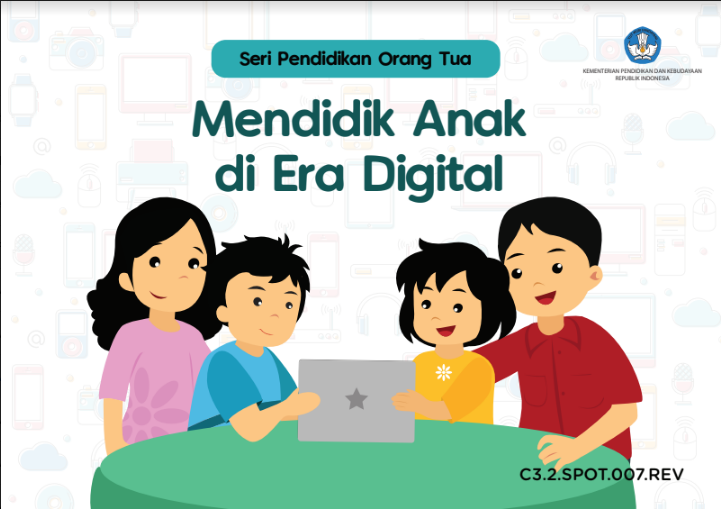 Seri Pendidikan Orang Tua
KEMENTERIAN PENDIDIKAN DAN KEBUDAYAAN
REPUBLIK INDONESIA
Mendidik Anak
di Era Digital
C3.2.SPOT.007.REV